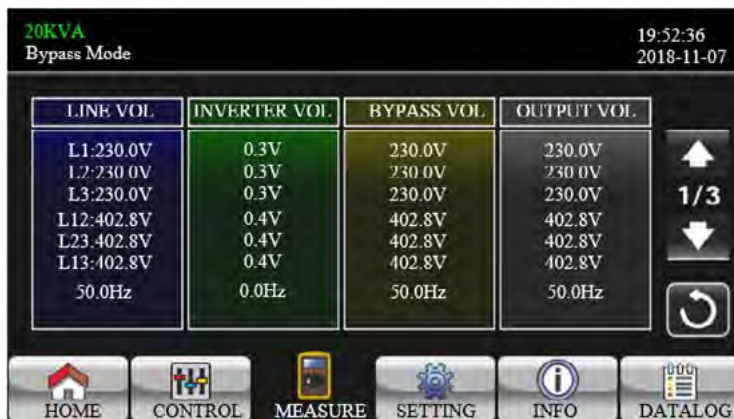 20KVA
Bypass Mode
19:52:36
2018-11-07
LINE VOL
L1:230.0V
L2:230.0V
L3:230.0V
L12:402.8V
L23.402.8V
L13:402.8V
50.0Hz
INVERTER VOL.
0.3V
0.3V
0.3V
0.4V
0.4V
0.4V
0.0Hz
BYPASS VOL
230.0V
230.0V
230.0V
402.8V
402.8V
402.8V
50.0Hz
OUTPUT VOL
230.0V
230.0V
230.0V
402.8V
402.8V
402.8V
50.0Hz
1/3
HOME
CONTROL
MEASURE
SETTING
INFO
DATALOG